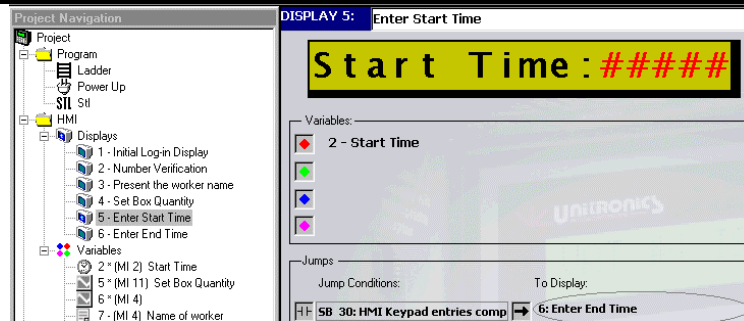 Project Navigation
Project
Program
Ladder
Power Up
STL Stl
HMI
Displays
1 - Initial Log-in Display
2 - Number Verification
3 - Present the worker name
4 - Set Box Quantity
5 - Enter Start Time
6 - Enter End Time
Variables
2 * (MI 2) Start Time
5 * (MI 11) Set Box Quantity
6 * (MI 4)
7 - (MI 4) Name of worker
DISPLAY 5: Enter Start Time
Start Time:#####
Variables:
2 - Start Time
UNITRONICS
Jumps
Jump Conditions: To Display:
SB 30: HMI Keypad entries comp 6: Enter End Time